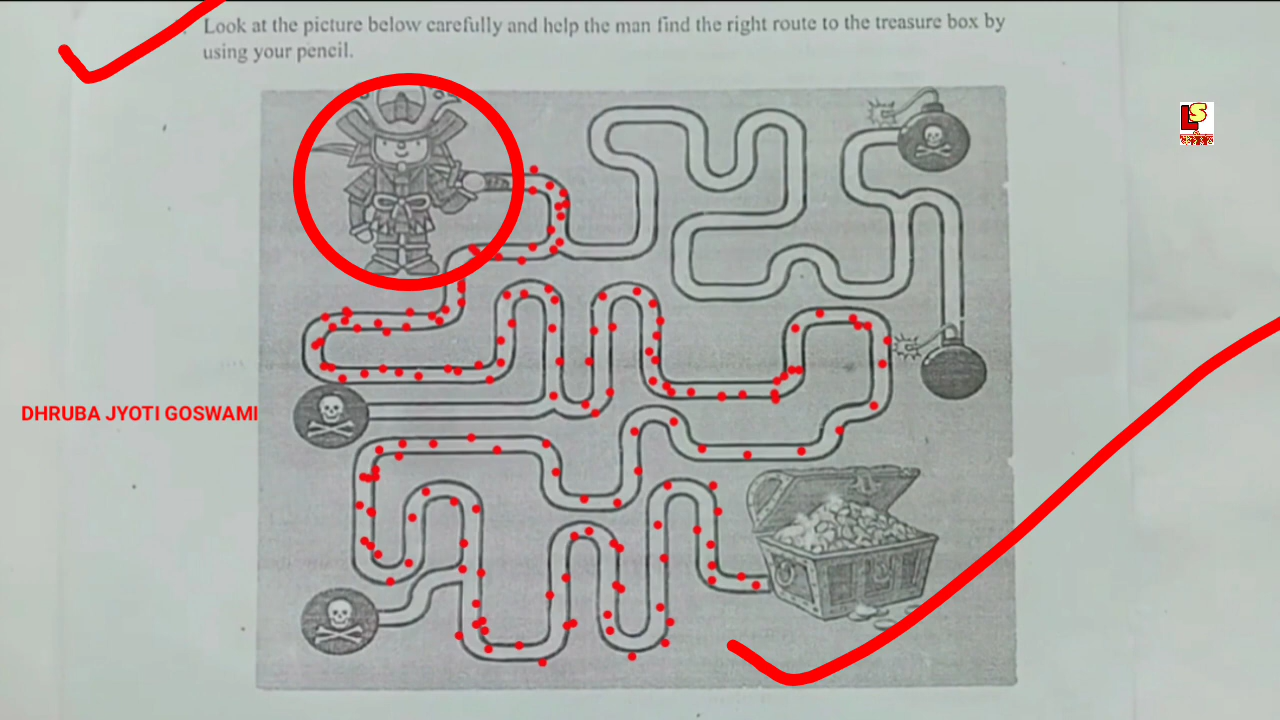 Look at the picture below carefully and help the man find the right route to the treasure box by
using your pencil.
DHRUBA JYOTI GOSWAMI